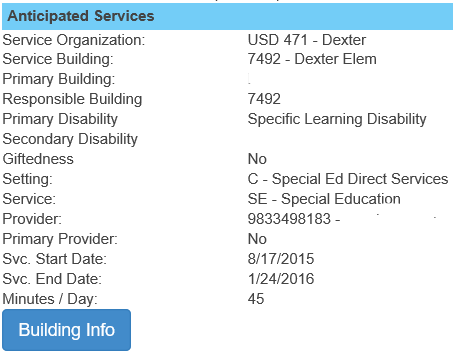 Anticipated Services
Service Organization: USD 471 - Dexter
Service Building: 7492 - Dexter Elem
Primary Building:
Responsible Building 7492
Primary Disability Specific Learning Disability
Secondary Disability
Giftedness No
Setting: C - Special Ed Direct Services
Service: SE - Special Education
Provider: 9833498183 -
Primary Provider: No
Svc. Start Date: 8/17/2015
Svc. End Date: 1/24/2016
Minutes / Day: 45
Building Info